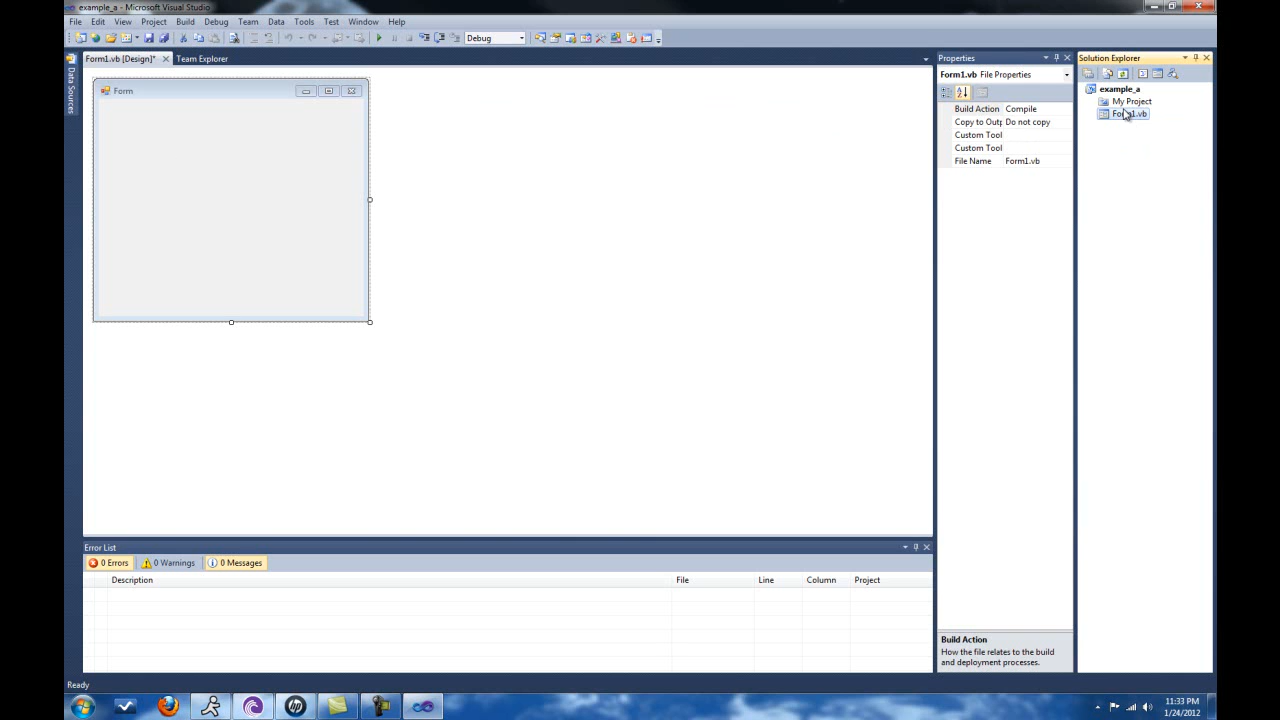 example_a - Microsoft Visual Studio
File Edit View Project Build Debug Team Data Tools Test Window Help
Debug
Form1.vb [Design]* Team Explorer
Data Sources
Form
Properties
Form1.vb File Properties
Build Action Compile
Copy to Outp Do not copy
Custom Tool
Custom Tool
File Name Form1.vb
Build Action
How the file relates to the build
and deployment processes.
Solution Explorer
example_a
My Project
Form1.vb
Error List
0 Errors 0 Warnings 0 Messages
Description File Line Column Project
Ready
11:33 PM
1/24/2012